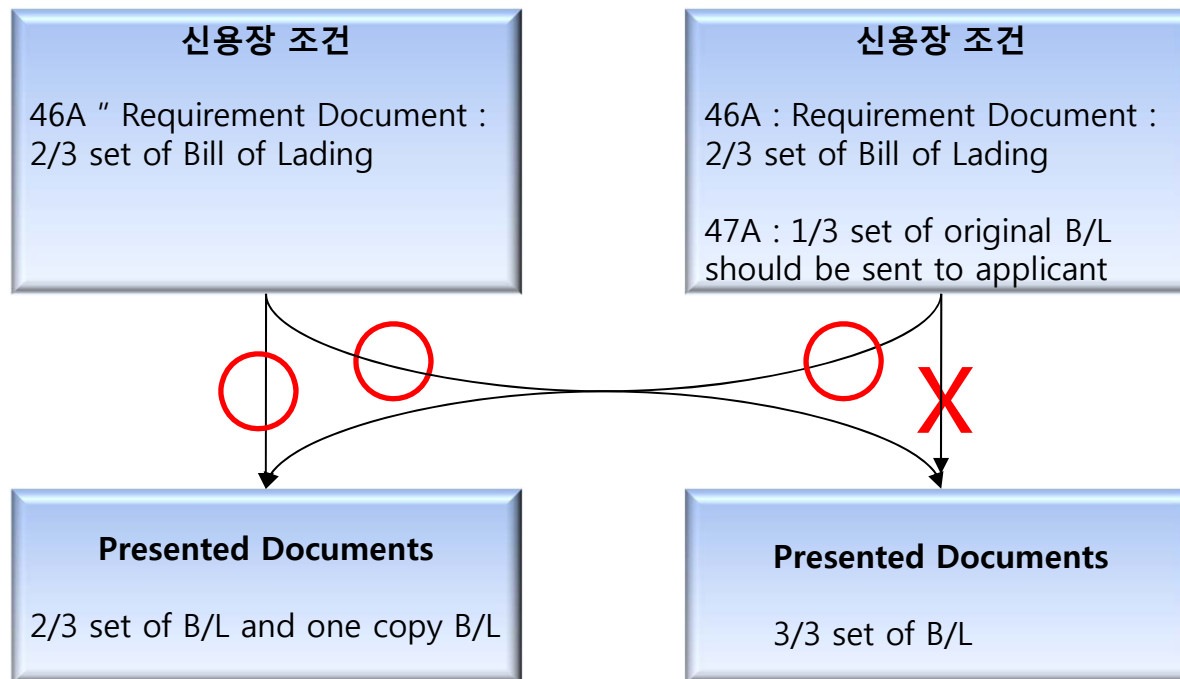 신용장 조건
46A “ Requirement Document :
2/3 set of Bill of Lading
신용장 조건
46A : Requirement Document :
2/3 set of Bill of Lading
47A : 1/3 set of original B/L
should be sent to applicant
X
Presented Documents
2/3 set of B/L and one copy B/L
Presented Documents
3/3 set of B/L